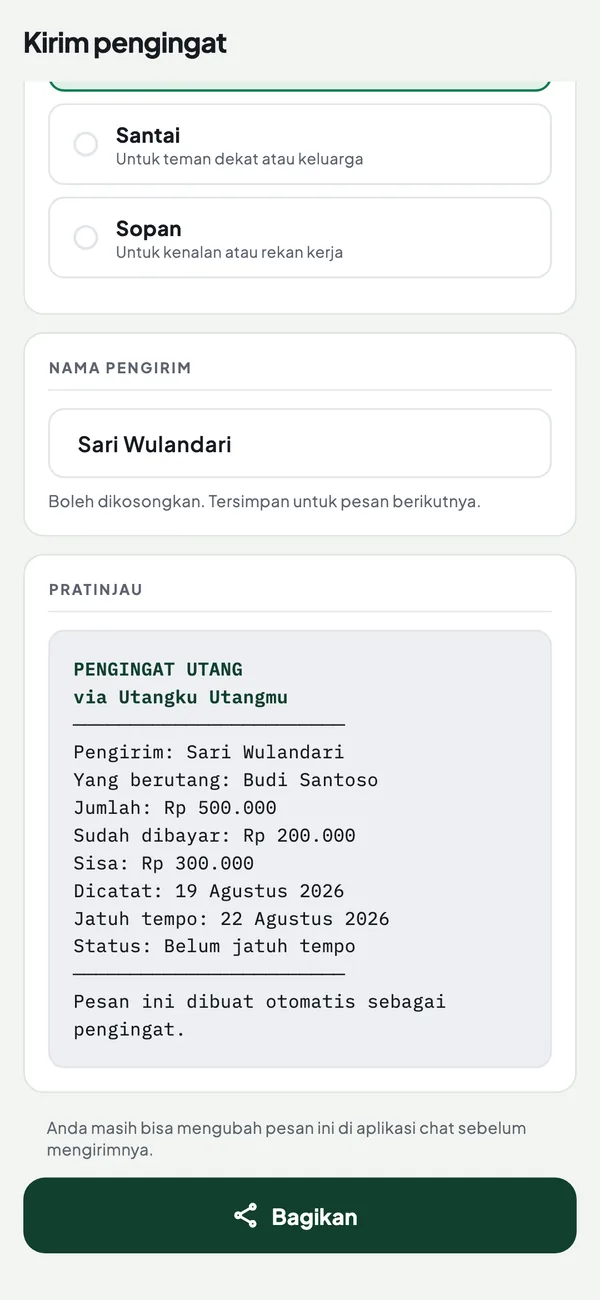 Kirim pengingat
Santai
Untuk teman dekat atau keluarga
Sopan
Untuk kenalan atau rekan kerja
NAMA PENGIRIM
Sari Wulandari
Boleh dikosongkan. Tersimpan untuk pesan berikutnya.
PRATINJAU
PENGINGAT UTANG
via Utangku Utangmu
Pengirim: Sari Wulandari
Yang berutang: Budi Santoso
Jumlah: Rp 500.000
Sudah dibayar: Rp 200.000
Sisa: Rp 300.000
Dicatat: 19 Agustus 2026
Jatuh tempo: 22 Agustus 2026
Status: Belum jatuh tempo
Pesan ini dibuat otomatis sebagai
pengingat.
Anda masih bisa mengubah pesan ini di aplikasi chat sebelum
mengirimnya.
Bagikan